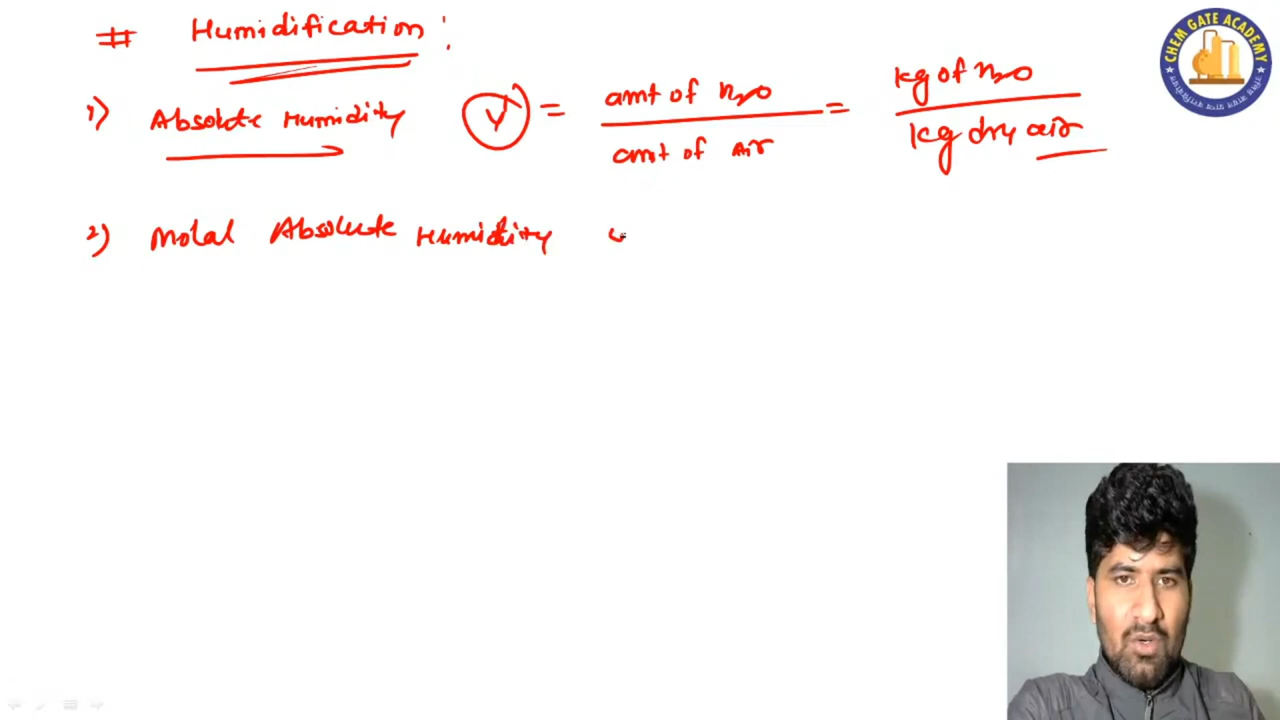 # Humidification :
1) Absolute Humidity Y' = amt of H2O / amt of Air = kg of H2O / kg dry air
2) Molal Absolute Humidity
CHEM GATE ACADEMY